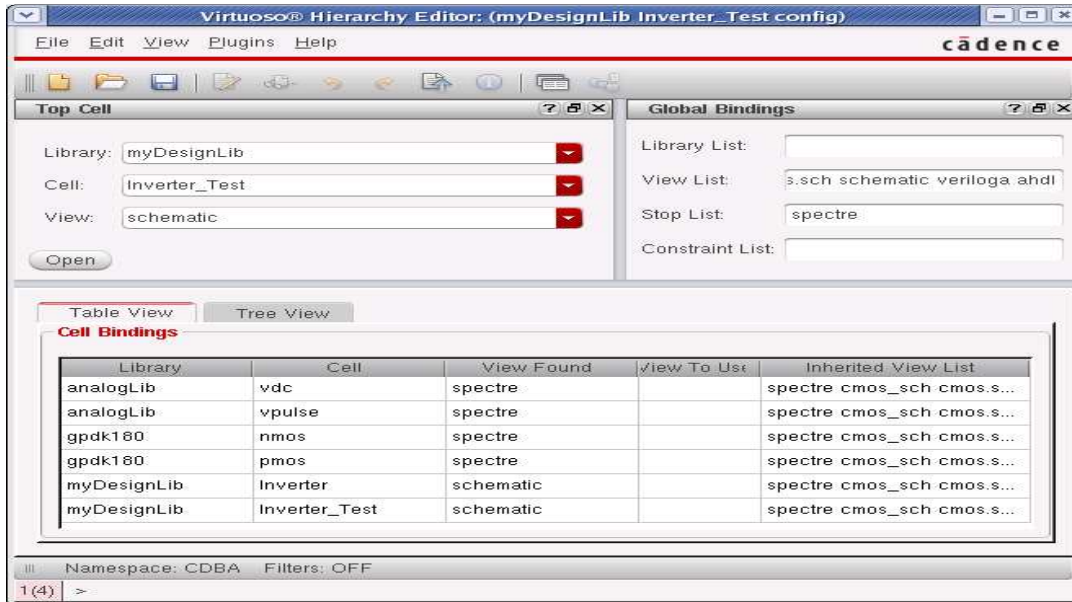 Virtuoso® Hierarchy Editor: (myDesignLib Inverter_Test config)
File Edit View Plugins Help
cādence
Top Cell
Library: myDesignLib
Cell: Inverter_Test
View: schematic
Open
Global Bindings
Library List:
View List: s.sch schematic veriloga ahdl
Stop List: spectre
Constraint List:
Table View Tree View
Cell Bindings
Library Cell View Found View To Use Inherited View List
analogLib vdc spectre spectre cmos_sch cmos.s...
analogLib vpulse spectre spectre cmos_sch cmos.s...
gpdk180 nmos spectre spectre cmos_sch cmos.s...
gpdk180 pmos spectre spectre cmos_sch cmos.s...
myDesignLib Inverter schematic spectre cmos_sch cmos.s...
myDesignLib Inverter_Test schematic spectre cmos_sch cmos.s...
Namespace: CDBA Filters: OFF
1(4) >